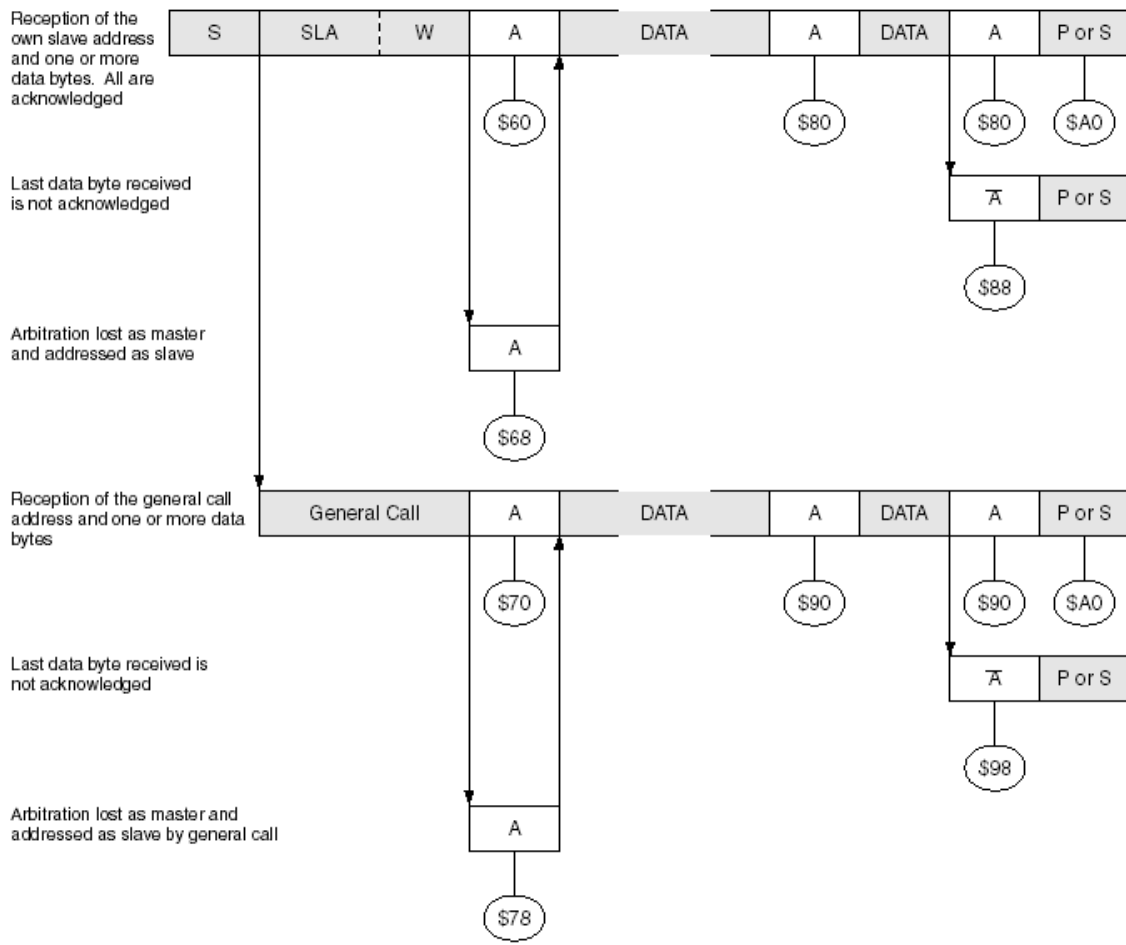 Reception of the
own slave address
and one or more
data bytes. All are
acknowledged
S SLA W A DATA A DATA A P or S
$60 $80 $80 $A0
Last data byte received
is not acknowledged
A̅ P or S
$88
Arbitration lost as master
and addressed as slave
A
$68
Reception of the general call
address and one or more data
bytes
General Call A DATA A DATA A P or S
$70 $90 $90 $A0
Last data byte received is
not acknowledged
A̅ P or S
$98
Arbitration lost as master and
addressed as slave by general call
A
$78